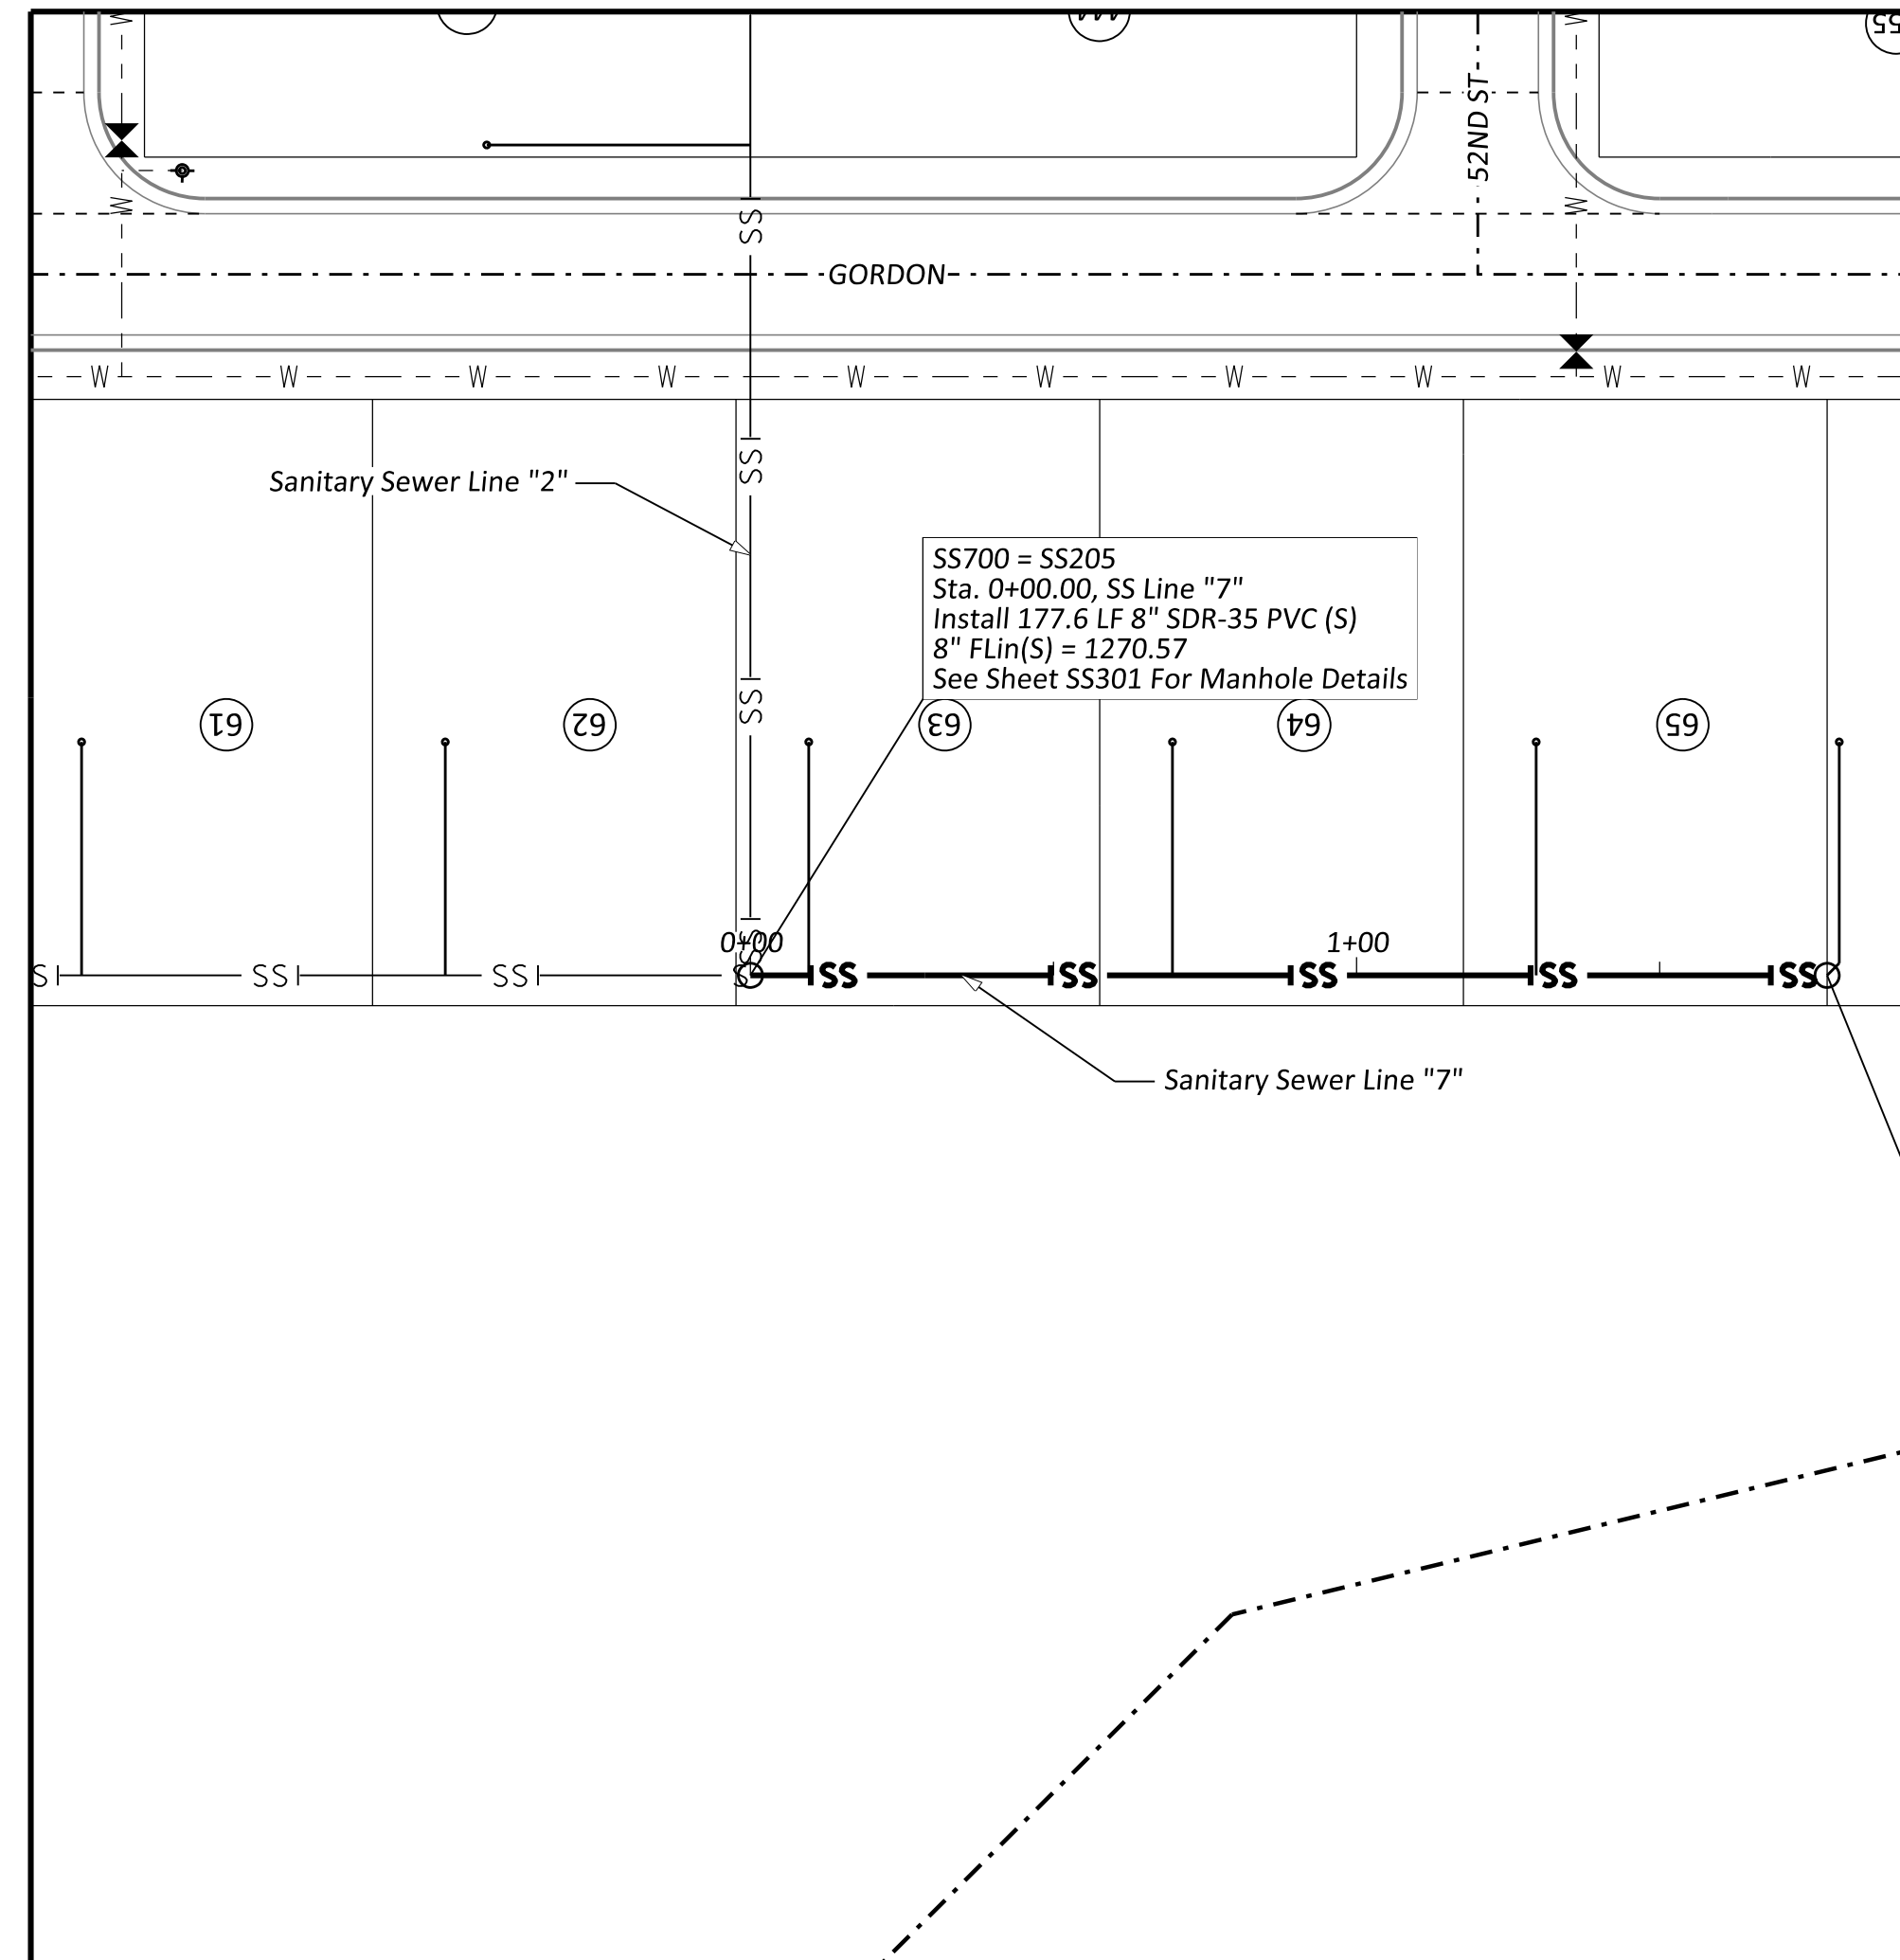 52ND ST
W
W
W
W
SS
GORDON
W W W W W W W W W W
SS
Sanitary Sewer Line "2"
SS700 = SS205
Sta. 0+00.00, SS Line "7"
Install 177.6 LF 8" SDR-35 PVC (S)
8" FLin(S) = 1270.57
See Sheet SS301 For Manhole Details
SS
61 62 63 64 65
0+00 1+00
S SS SS SS SS SS SS SS
Sanitary Sewer Line "7"